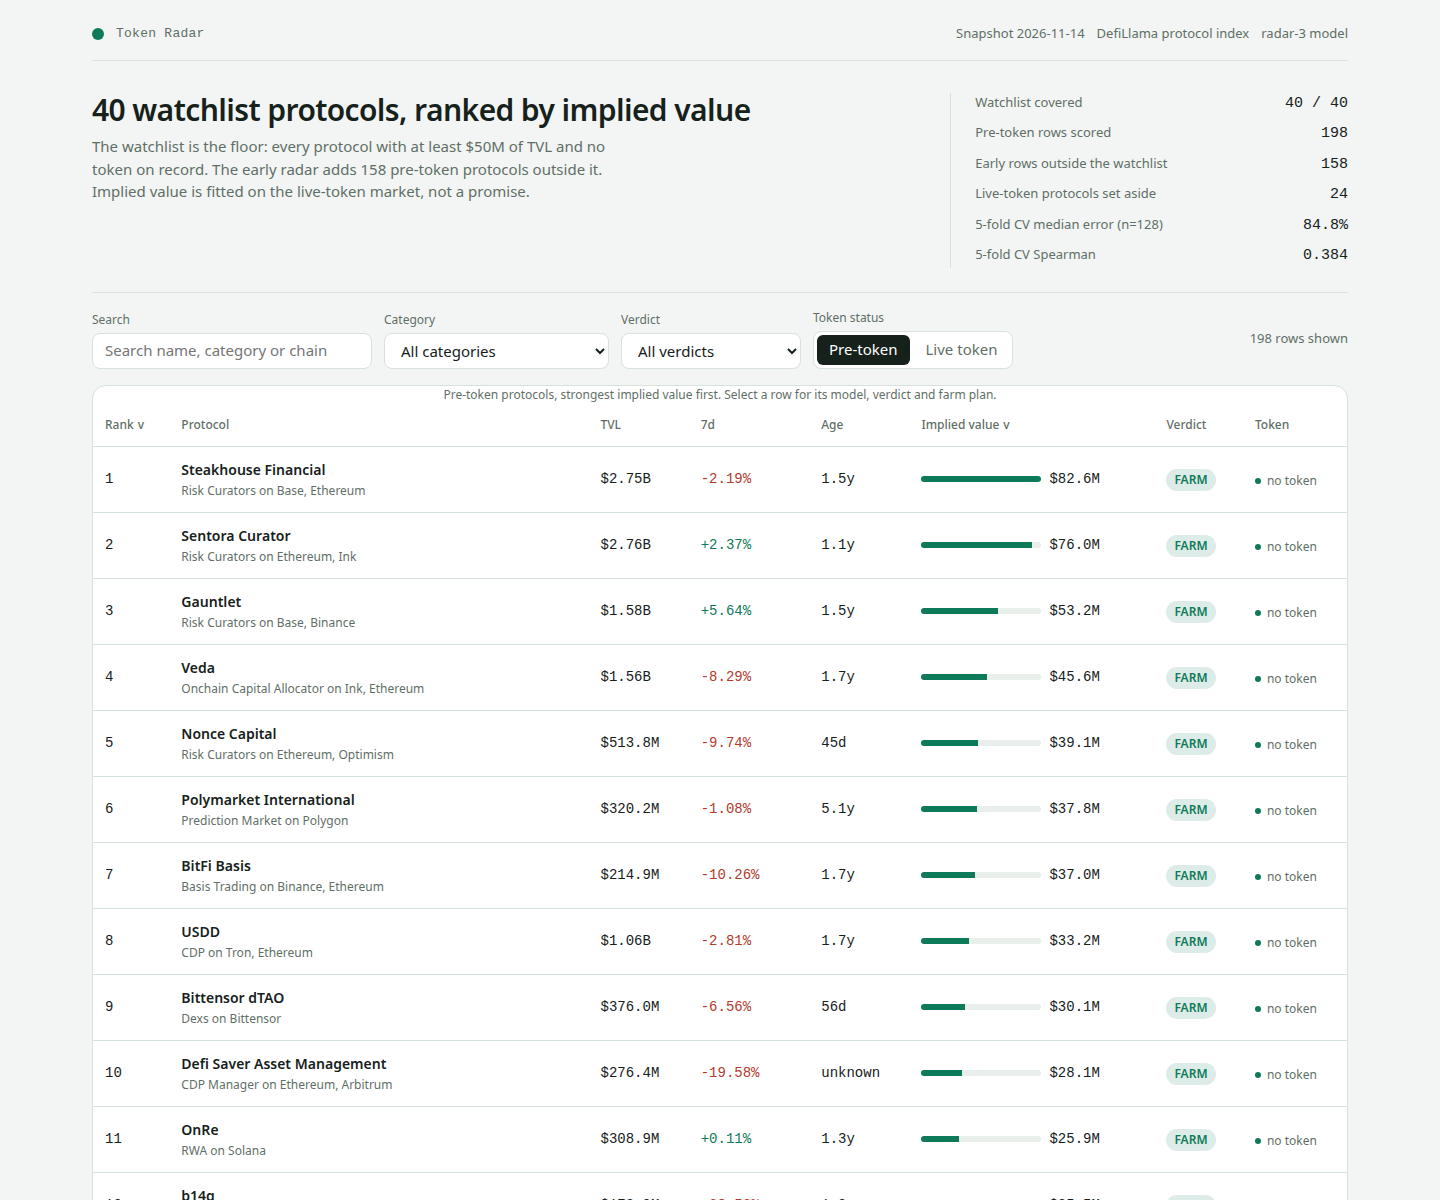 Token Radar
Snapshot 2026-11-14 DefiLlama protocol index radar-3 model
40 watchlist protocols, ranked by implied value
The watchlist is the floor: every protocol with at least $50M of TVL and no
token on record. The early radar adds 158 pre-token protocols outside it.
Implied value is fitted on the live-token market, not a promise.
Watchlist covered 40 / 40
Pre-token rows scored 198
Early rows outside the watchlist 158
Live-token protocols set aside 24
5-fold CV median error (n=128) 84.8%
5-fold CV Spearman 0.384
Search Category Verdict Token status
Search name, category or chain All categories All verdicts Pre-token Live token 198 rows shown
Pre-token protocols, strongest implied value first. Select a row for its model, verdict and farm plan.
Rank v Protocol TVL 7d Age Implied value v Verdict Token
1 Steakhouse Financial $2.75B -2.19% 1.5y $82.6M FARM no token
Risk Curators on Base, Ethereum
2 Sentora Curator $2.76B +2.37% 1.1y $76.0M FARM no token
Risk Curators on Ethereum, Ink
3 Gauntlet $1.58B +5.64% 1.5y $53.2M FARM no token
Risk Curators on Base, Binance
4 Veda $1.56B -8.29% 1.7y $45.6M FARM no token
Onchain Capital Allocator on Ink, Ethereum
5 Nonce Capital $513.8M -9.74% 45d $39.1M FARM no token
Risk Curators on Ethereum, Optimism
6 Polymarket International $320.2M -1.08% 5.1y $37.8M FARM no token
Prediction Market on Polygon
7 BitFi Basis $214.9M -10.26% 1.7y $37.0M FARM no token
Basis Trading on Binance, Ethereum
8 USDD $1.06B -2.81% 1.7y $33.2M FARM no token
CDP on Tron, Ethereum
9 Bittensor dTAO $376.0M -6.56% 56d $30.1M FARM no token
Dexs on Bittensor
10 Defi Saver Asset Management $276.4M -19.58% unknown $28.1M FARM no token
CDP Manager on Ethereum, Arbitrum
11 OnRe $308.9M +0.11% 1.3y $25.9M FARM no token
RWA on Solana
b14g